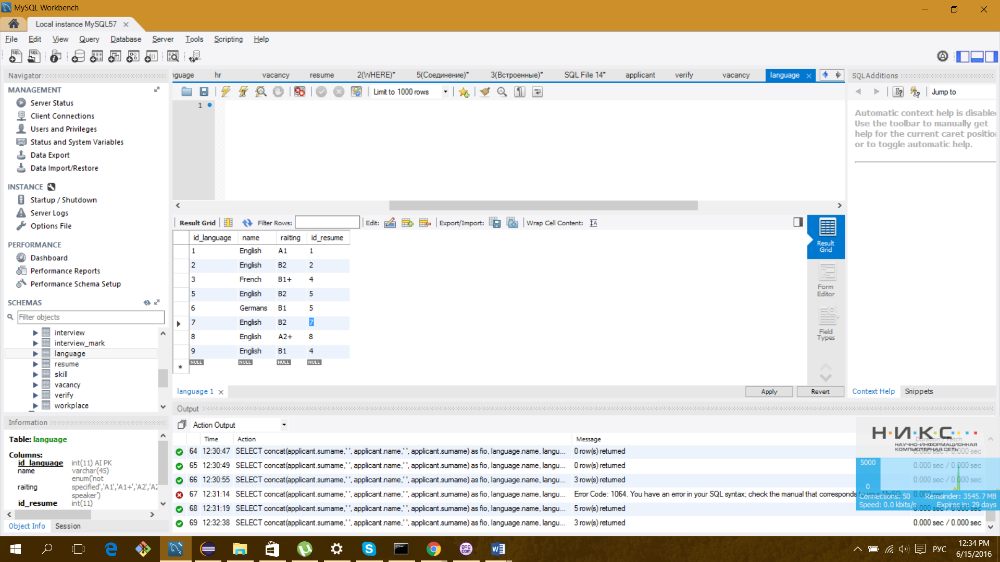 MySQL Workbench
Local instance MySQL57
File Edit View Query Database Server Tools Scripting Help
Navigator
MANAGEMENT
Server Status
Client Connections
Users and Privileges
Status and System Variables
Data Export
Data Import/Restore
INSTANCE
Startup / Shutdown
Server Logs
Options File
PERFORMANCE
Dashboard
Performance Reports
Performance Schema Setup
SCHEMAS
Filter objects
interview
interview_mark
language
resume
skill
vacancy
verify
workplace
Information
Table: language
Columns:
id_language int(11) AI PK
name varchar(45)
enum('not
raiting specified','A1','A1+','A2','A2
speaker')
id_resume int(11)
Object Info Session
nguage hr vacancy resume 2(WHERE)* 5(Соединение)* 3(Встроенные)* SQL File 14* applicant verify vacancy language
Limit to 1000 rows
1
Result Grid Filter Rows: Edit: Export/Import: Wrap Cell Content:
id_language name raiting id_resume
1 English A1 1
2 English B2 2
3 French B1+ 4
5 English B2 5
6 Germans B1 5
7 English B2 7
8 English A2+ 8
9 English B1 4
NULL NULL NULL NULL
Result
Grid
Form
Editor
Field
Types
language 1
Apply Revert
SQLAdditions
Jump to
Automatic context help is disable
Use the toolbar to manually get
help for the current caret positio
or to toggle automatic help.
Context Help Snippets
Output
Action Output
Time Action Message Duration / Fetch
64 12:30:47 SELECT concat(applicant.surname,' ', applicant.name,' ', applicant.surname) as fio, language.name, langu... 0 row(s) returned 0.000 sec / 0.000 sec
65 12:30:49 SELECT concat(applicant.surname,' ', applicant.name,' ', applicant.surname) as fio, language.name, langu... 0 row(s) returned 0.000 sec / 0.000 sec
66 12:30:55 SELECT concat(applicant.surname,' ', applicant.name,' ', applicant.surname) as fio, language.name, langu... 3 row(s) returned 0.000 sec / 0.000 sec
67 12:31:14 SELECT concat(applicant.surname,' ', applicant.name,' ', applicant.surname) as fio, language.name, langu... Error Code: 1064. You have an error in your SQL syntax; check the manual that corresponds to your MySQ 0.000 sec
68 12:31:19 SELECT concat(applicant.surname,' ', applicant.name,' ', applicant.surname) as fio, language.name, langu... 5 row(s) returned 0.000 sec / 0.000 sec
69 12:32:38 SELECT concat(applicant.surname,' ', applicant.name,' ', applicant.surname) as fio, language.name, langu... 3 row(s) returned 0.000 sec / 0.000 sec
Н·И·К·С
НАУЧНО-ИНФОРМАЦИОННАЯ
КОМПЬЮТЕРНАЯ СЕТЬ
5000
0
Connections: 50 Remainder: 3545.7 MB
Speed: 0.0 kbits/s Expires in: 29 days
РУС
12:34 PM
6/15/2016